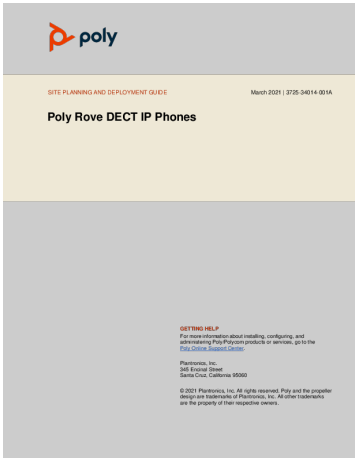 poly
SITE PLANNING AND DEPLOYMENT GUIDE March 2021 | 3725-34014-001A
Poly Rove DECT IP Phones
GETTING HELP
For more information about installing, configuring, and
administering Poly/Polycom products or services, go to the
Poly Online Support Center.
Plantronics, Inc.
345 Encinal Street
Santa Cruz, California 95060
© 2021 Plantronics, Inc. All rights reserved. Poly and the propeller
design are trademarks of Plantronics, Inc. All other trademarks
are the property of their respective owners.